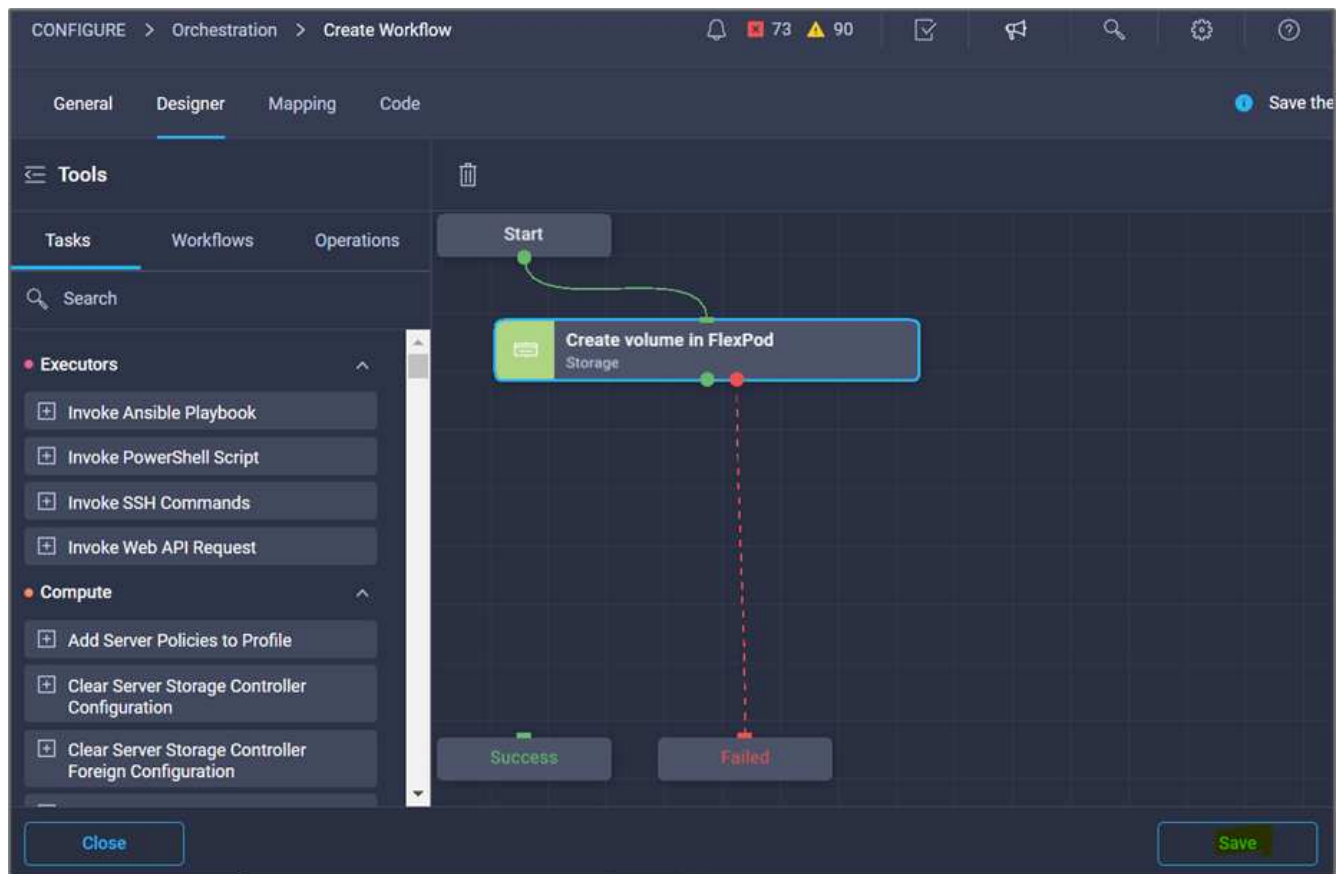 CONFIGURE > Orchestration > Create Workflow
73 90
General Designer Mapping Code
Save the
Tools
Tasks Workflows Operations
Search
Executors
Invoke Ansible Playbook
Invoke PowerShell Script
Invoke SSH Commands
Invoke Web API Request
Compute
Add Server Policies to Profile
Clear Server Storage Controller
Configuration
Clear Server Storage Controller
Foreign Configuration
Start
Create volume in FlexPod
Storage
Success
Failed
Close
Save